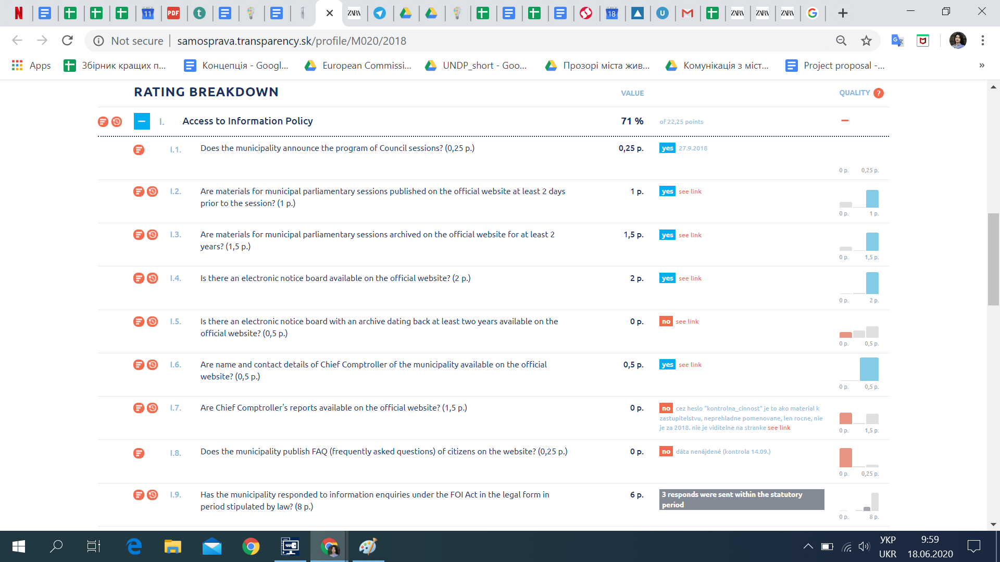 11
PDF
t
ZARA
18
U
ZARA
ZARA
ZARA
Not secure
samosprava.transparency.sk/profile/M020/2018
Apps
Збірник кращих п...
Концепція - Googl...
European Commissi...
UNDP_short - Goo...
Прозорі міста жив...
Комунікація з міст...
Project proposal -...
»
RATING BREAKDOWN
VALUE
QUALITY ?
I. Access to Information Policy 71 % of 22,25 points
I.1. Does the municipality announce the program of Council sessions? (0,25 p.) 0,25 p. yes 27.9.2018
0 p. 0,25 p.
I.2. Are materials for municipal parliamentary sessions published on the official website at least 2 days 1 p. yes see link
prior to the session? (1 p.)
0 p. 1 p.
I.3. Are materials for municipal parliamentary sessions archived on the official website for at least 2 1,5 p. yes see link
years? (1,5 p.)
0 p. 1,5 p.
I.4. Is there an electronic notice board available on the official website? (2 p.) 2 p. yes see link
0 p. 2 p.
I.5. Is there an electronic notice board with an archive dating back at least two years available on the 0 p. no see link
official website? (0,5 p.)
0 p. 0,5 p.
I.6. Are name and contact details of Chief Comptroller of the municipality available on the official 0,5 p. yes see link
website? (0,5 p.)
0 p. 0,5 p.
I.7. Are Chief Comptroller's reports available on the official website? (1,5 p.) 0 p. no cez heslo "kontrolna_cinnost" je to ako material k
zastupitelstvu, neprehladne pomenovane, len rocne, nie
je za 2018. nie je viditelne na stranke see link
0 p. 1,5 p.
I.8. Does the municipality publish FAQ (frequently asked questions) of citizens on the website? (0,25 p.) 0 p. no dáta nenájdené (kontrola 14.09.)
0 p. 0,25 p.
I.9. Has the municipality responded to information enquiries under the FOI Act in the legal form in 6 p. 3 responds were sent within the statutory
period stipulated by law? (8 p.) period
0 p. 8 p.
УКР 9:59
UKR 18.06.2020